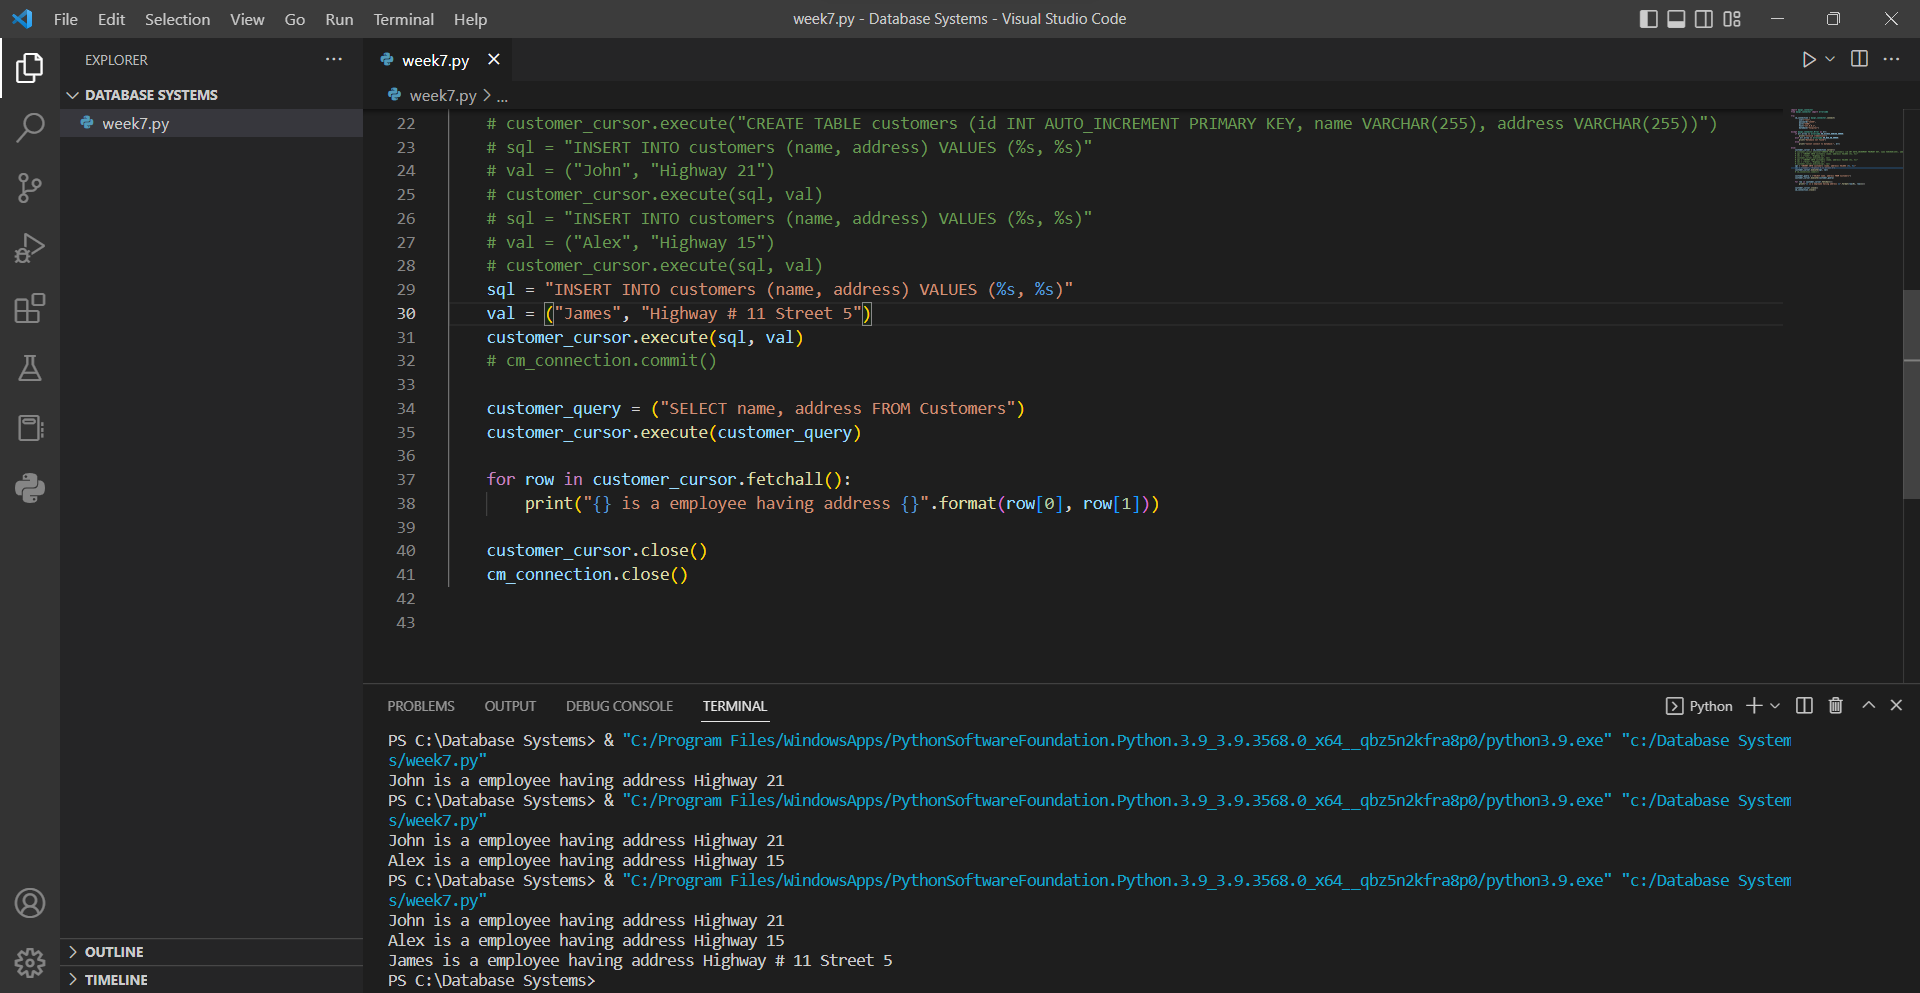 File Edit Selection View Go Run Terminal Help
week7.py - Database Systems - Visual Studio Code
EXPLORER
DATABASE SYSTEMS
week7.py
OUTLINE
TIMELINE
week7.py
week7.py > ...
22 # customer_cursor.execute("CREATE TABLE customers (id INT AUTO_INCREMENT PRIMARY KEY, name VARCHAR(255), address VARCHAR(255))")
23 # sql = "INSERT INTO customers (name, address) VALUES (%s, %s)"
24 # val = ("John", "Highway 21")
25 # customer_cursor.execute(sql, val)
26 # sql = "INSERT INTO customers (name, address) VALUES (%s, %s)"
27 # val = ("Alex", "Highway 15")
28 # customer_cursor.execute(sql, val)
29 sql = "INSERT INTO customers (name, address) VALUES (%s, %s)"
30 val = ("James", "Highway # 11 Street 5")
31 customer_cursor.execute(sql, val)
32 # cm_connection.commit()
33
34 customer_query = ("SELECT name, address FROM Customers")
35 customer_cursor.execute(customer_query)
36
37 for row in customer_cursor.fetchall():
38 print("{} is a employee having address {}".format(row[0], row[1]))
39
40 customer_cursor.close()
41 cm_connection.close()
42
43
PROBLEMS OUTPUT DEBUG CONSOLE TERMINAL
Python
PS C:\Database Systems> & "C:/Program Files/WindowsApps/PythonSoftwareFoundation.Python.3.9_3.9.3568.0_x64__qbz5n2kfra8p0/python3.9.exe" "c:/Database System
s/week7.py"
John is a employee having address Highway 21
PS C:\Database Systems> & "C:/Program Files/WindowsApps/PythonSoftwareFoundation.Python.3.9_3.9.3568.0_x64__qbz5n2kfra8p0/python3.9.exe" "c:/Database System
s/week7.py"
John is a employee having address Highway 21
Alex is a employee having address Highway 15
PS C:\Database Systems> & "C:/Program Files/WindowsApps/PythonSoftwareFoundation.Python.3.9_3.9.3568.0_x64__qbz5n2kfra8p0/python3.9.exe" "c:/Database System
s/week7.py"
John is a employee having address Highway 21
Alex is a employee having address Highway 15
James is a employee having address Highway # 11 Street 5
PS C:\Database Systems>